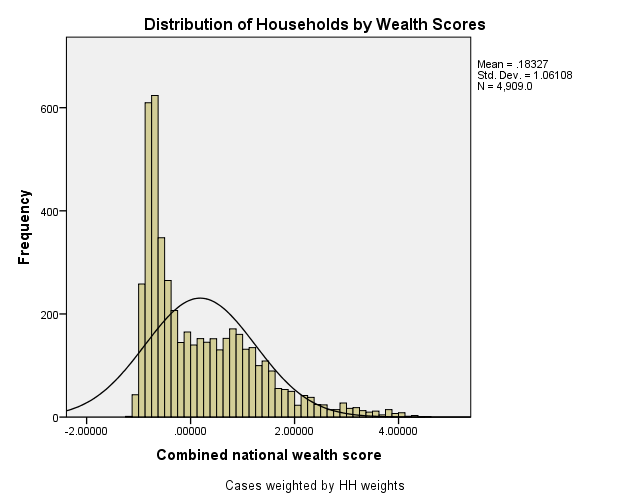 Distribution of Households by Wealth Scores
Mean = .18327
Std. Dev. = 1.06108
N = 4,909.0
600
400
200
0
Frequency
-2.00000 .00000 2.00000 4.00000
Combined national wealth score
Cases weighted by HH weights